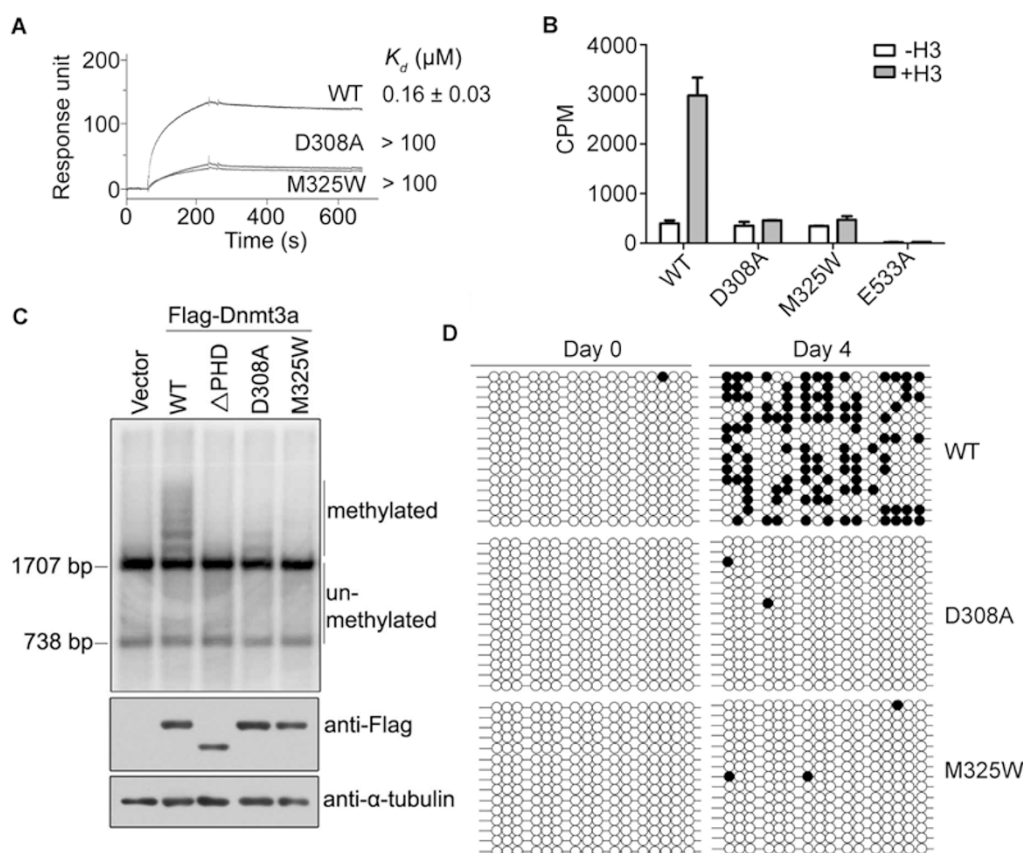 A
Response unit
200
100
0
0
200
400
600
Time (s)
K_d (μM)
WT 0.16 ± 0.03
D308A > 100
M325W > 100
B
CPM
4000
3000
2000
1000
0
-H3
+H3
WT
D308A
M325W
E533A
C
Flag-Dnmt3a
Vector
WT
△PHD
D308A
M325W
1707 bp
738 bp
methylated
un-
methylated
anti-Flag
anti-α-tubulin
D
Day 0
Day 4
WT
D308A
M325W